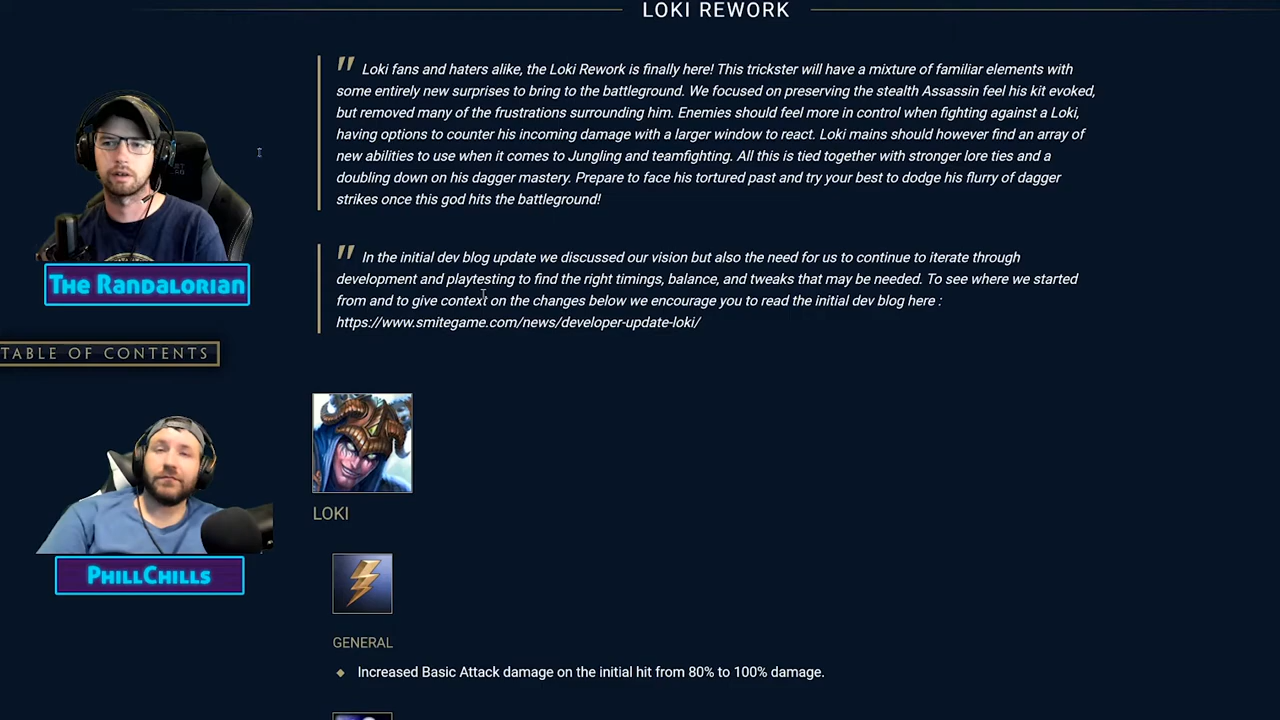 LOKI REWORK
" Loki fans and haters alike, the Loki Rework is finally here! This trickster will have a mixture of familiar elements with
some entirely new surprises to bring to the battleground. We focused on preserving the stealth Assassin feel his kit evoked,
but removed many of the frustrations surrounding him. Enemies should feel more in control when fighting against a Loki,
having options to counter his incoming damage with a larger window to react. Loki mains should however find an array of
new abilities to use when it comes to Jungling and teamfighting. All this is tied together with stronger lore ties and a
doubling down on his dagger mastery. Prepare to face his tortured past and try your best to dodge his flurry of dagger
strikes once this god hits the battleground!
" In the initial dev blog update we discussed our vision but also the need for us to continue to iterate through
development and playtesting to find the right timings, balance, and tweaks that may be needed. To see where we started
from and to give context on the changes below we encourage you to read the initial dev blog here :
https://www.smitegame.com/news/developer-update-loki/
The Randalorian
TABLE OF CONTENTS
PhillChills
LOKI
GENERAL
Increased Basic Attack damage on the initial hit from 80% to 100% damage.